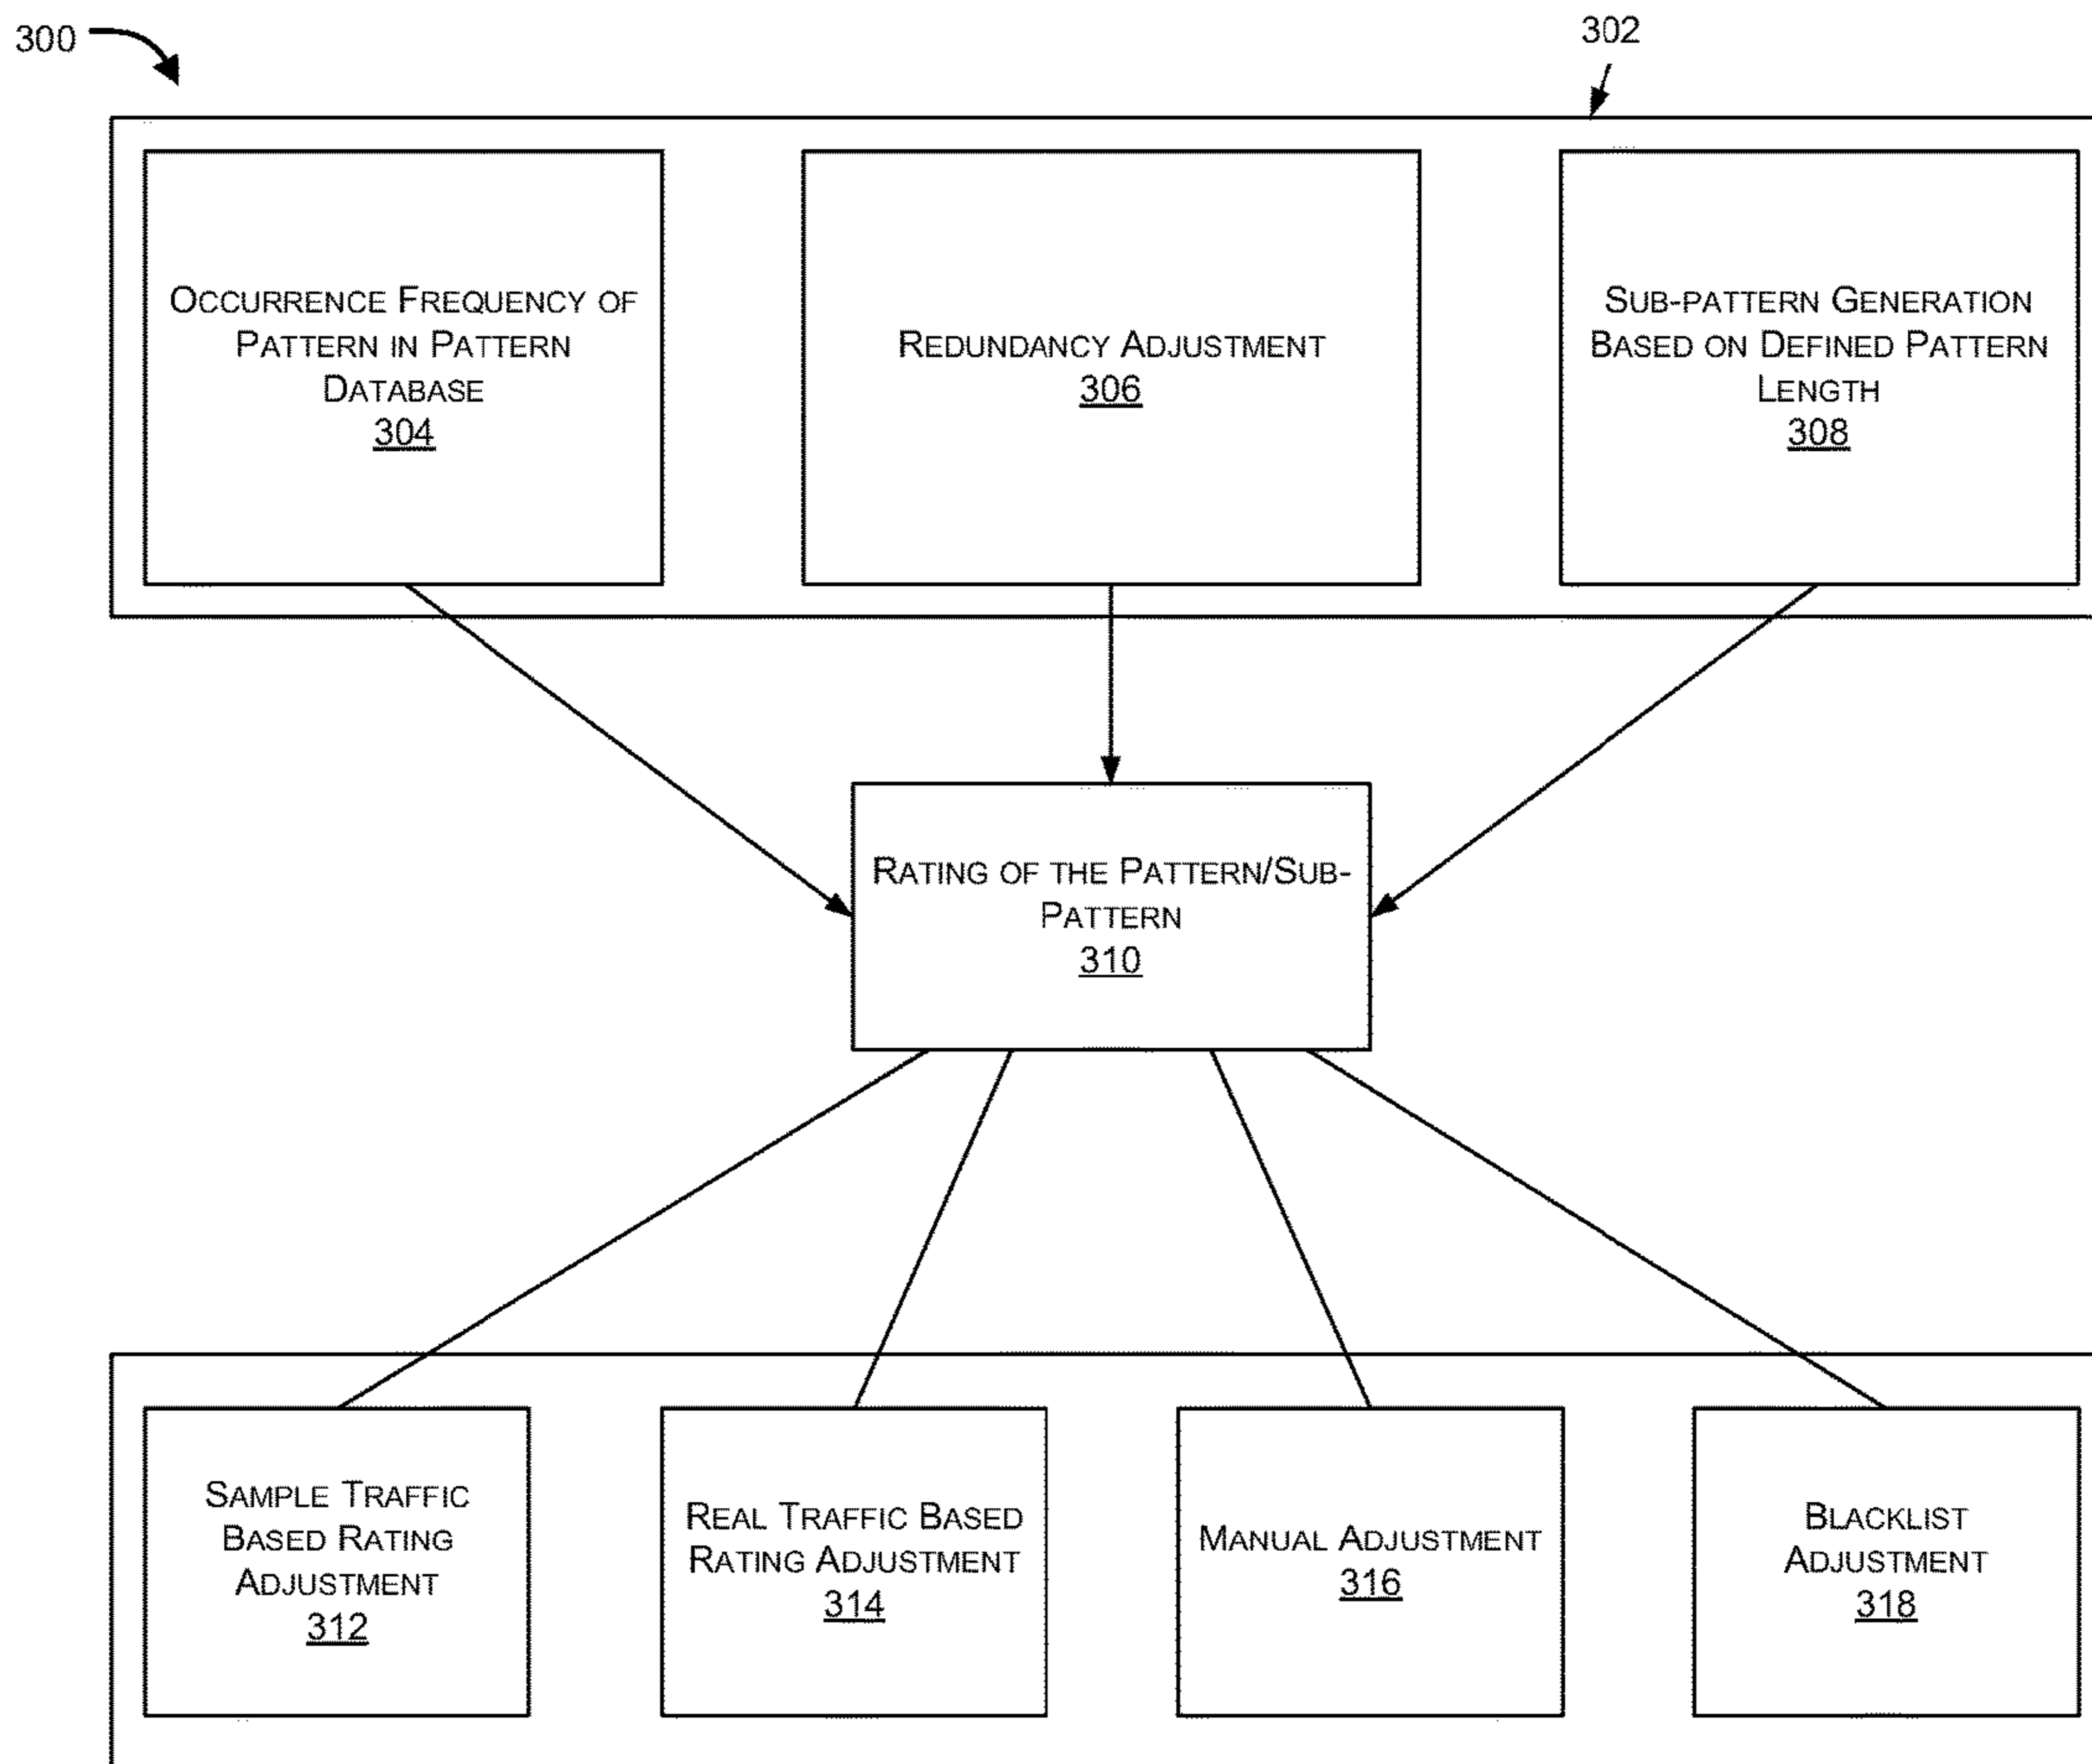 300
302
OCCURRENCE FREQUENCY OF
PATTERN IN PATTERN
DATABASE
304
REDUNDANCY ADJUSTMENT
306
SUB-PATTERN GENERATION
BASED ON DEFINED PATTERN
LENGTH
308
RATING OF THE PATTERN/SUB-
PATTERN
310
SAMPLE TRAFFIC
BASED RATING
ADJUSTMENT
312
REAL TRAFFIC BASED
RATING ADJUSTMENT
314
MANUAL ADJUSTMENT
316
BLACKLIST
ADJUSTMENT
318